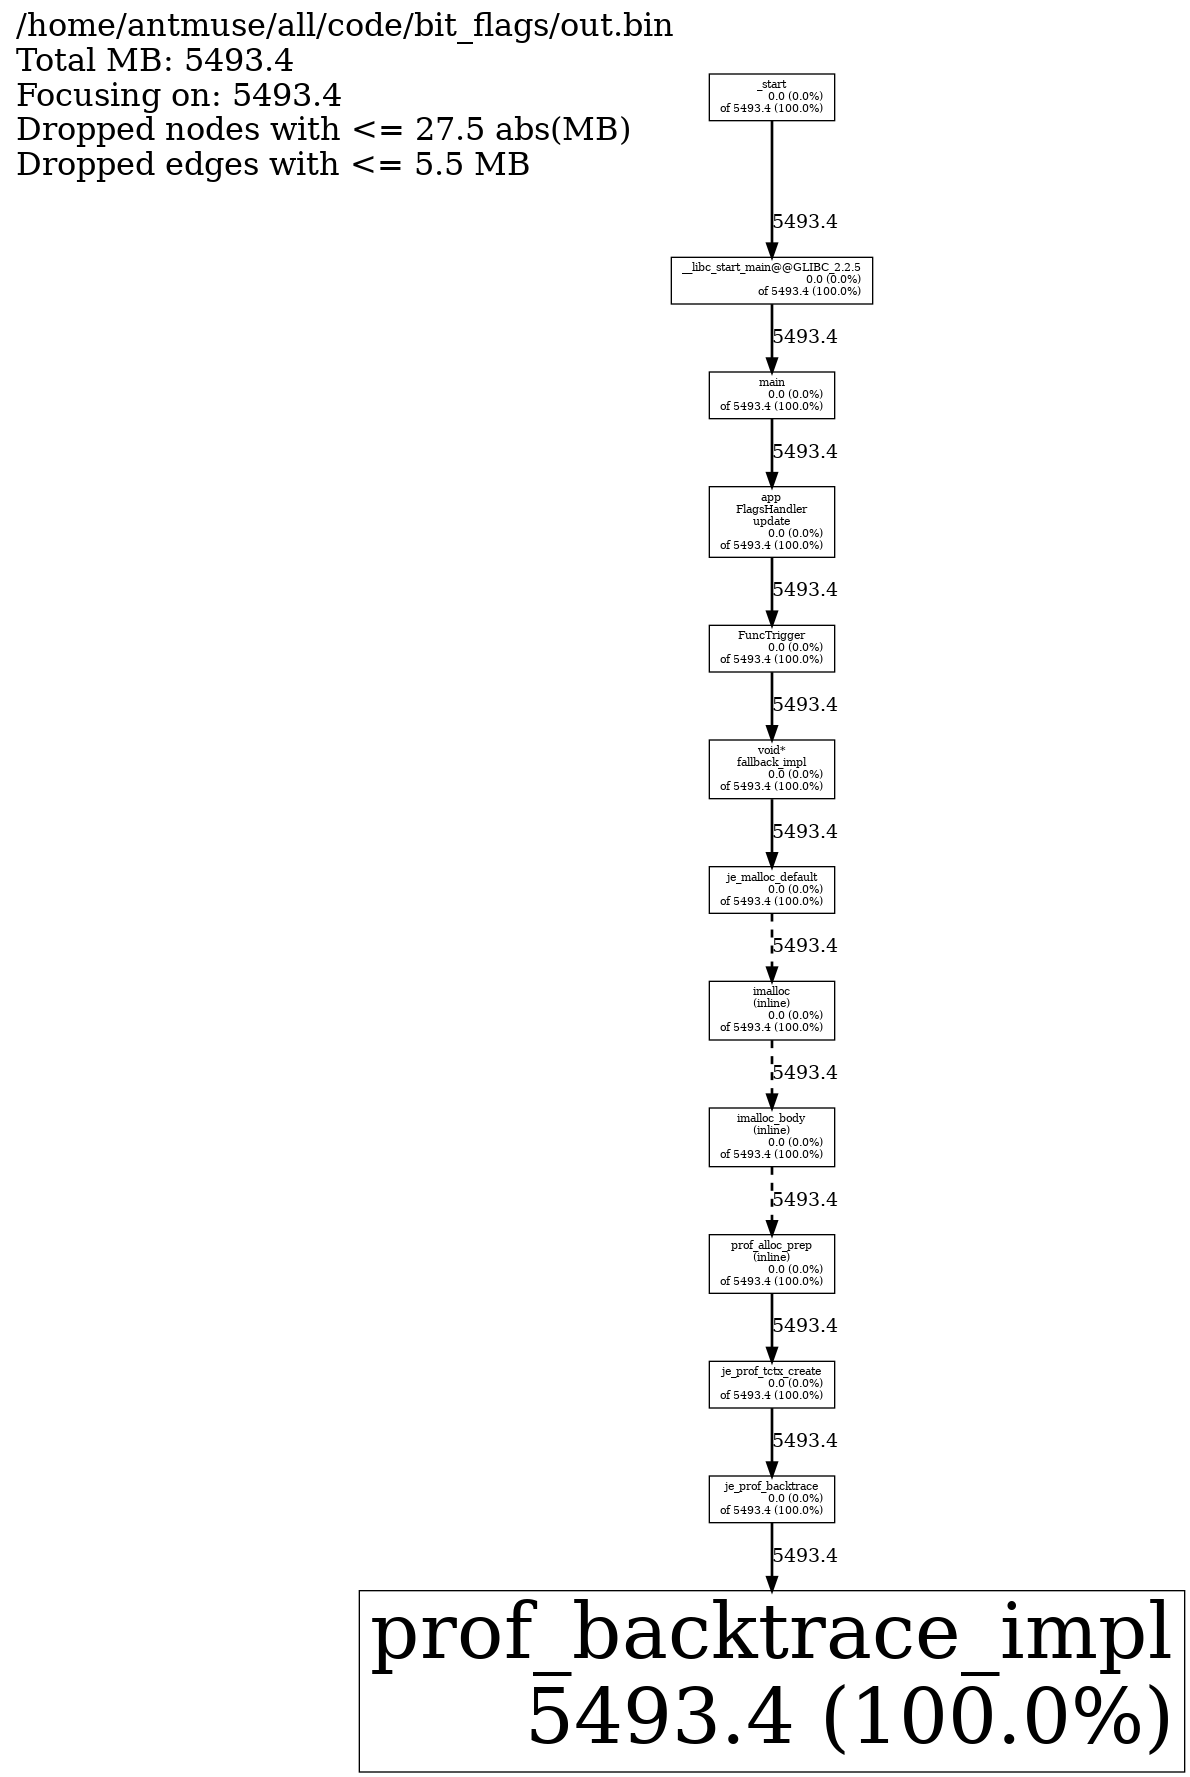 /home/antmuse/all/code/bit_flags/out.bin
Total MB: 5493.4
Focusing on: 5493.4
Dropped nodes with <= 27.5 abs(MB)
Dropped edges with <= 5.5 MB
_start
0.0 (0.0%)
of 5493.4 (100.0%)
5493.4
__libc_start_main@@GLIBC_2.2.5
0.0 (0.0%)
of 5493.4 (100.0%)
5493.4
main
0.0 (0.0%)
of 5493.4 (100.0%)
5493.4
app
FlagsHandler
update
0.0 (0.0%)
of 5493.4 (100.0%)
5493.4
FuncTrigger
0.0 (0.0%)
of 5493.4 (100.0%)
5493.4
void*
fallback_impl
0.0 (0.0%)
of 5493.4 (100.0%)
5493.4
je_malloc_default
0.0 (0.0%)
of 5493.4 (100.0%)
5493.4
imalloc
(inline)
0.0 (0.0%)
of 5493.4 (100.0%)
5493.4
imalloc_body
(inline)
0.0 (0.0%)
of 5493.4 (100.0%)
5493.4
prof_alloc_prep
(inline)
0.0 (0.0%)
of 5493.4 (100.0%)
5493.4
je_prof_tctx_create
0.0 (0.0%)
of 5493.4 (100.0%)
5493.4
je_prof_backtrace
0.0 (0.0%)
of 5493.4 (100.0%)
5493.4
prof_backtrace_impl
5493.4 (100.0%)